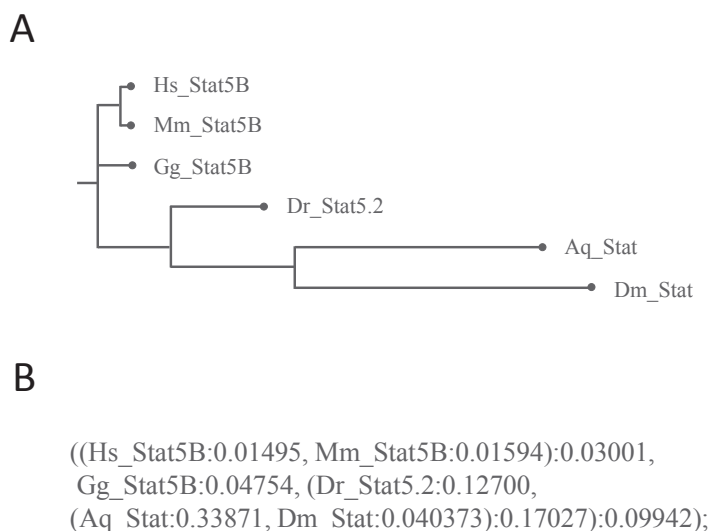 A
Hs_Stat5B
Mm_Stat5B
Gg_Stat5B
Dr_Stat5.2
Aq_Stat
Dm_Stat
B
((Hs_Stat5B:0.01495, Mm_Stat5B:0.01594):0.03001,
Gg_Stat5B:0.04754, (Dr_Stat5.2:0.12700,
(Aq_Stat:0.33871, Dm_Stat:0.040373):0.17027):0.09942);